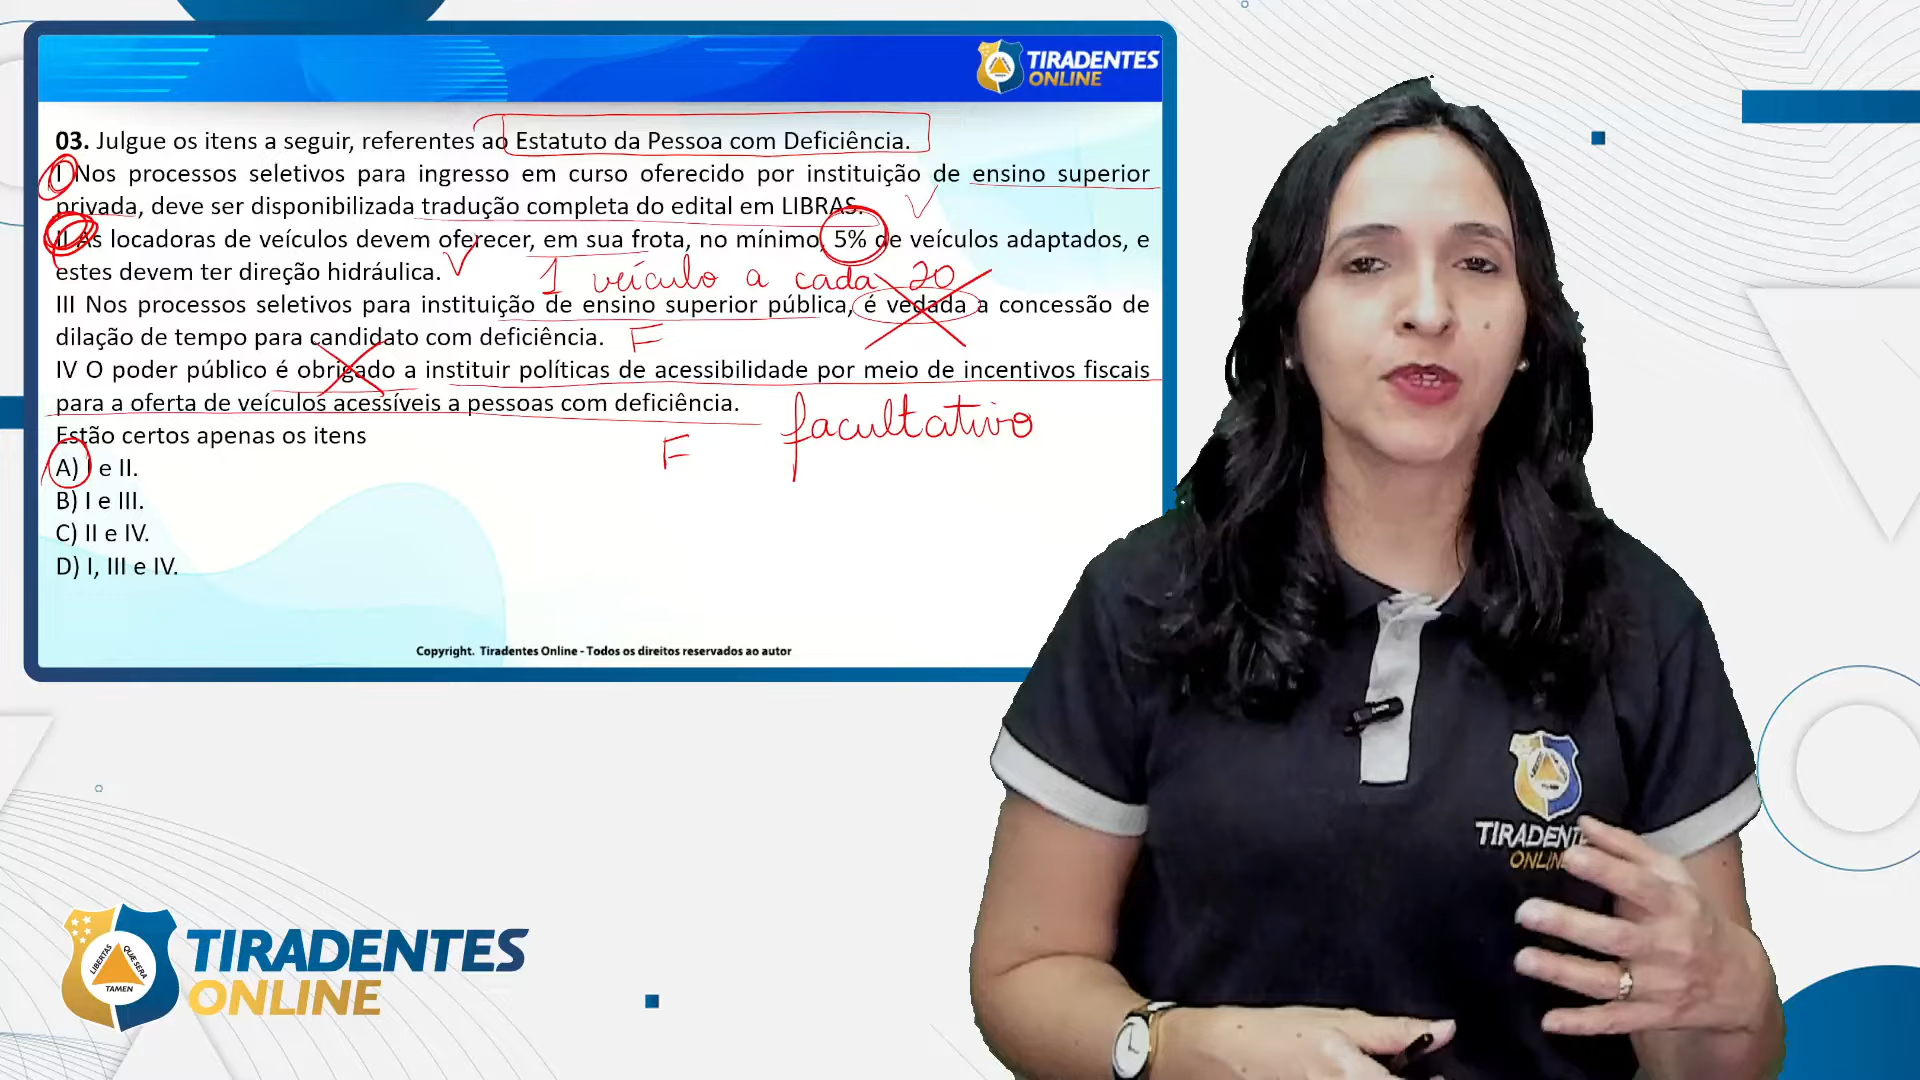 TIRADENTES
ONLINE
03. Julgue os itens a seguir, referentes ao Estatuto da Pessoa com Deficiência.
I Nos processos seletivos para ingresso em curso oferecido por instituição de ensino superior
privada, deve ser disponibilizada tradução completa do edital em LIBRAS.
II As locadoras de veículos devem oferecer, em sua frota, no mínimo, 5% de veículos adaptados, e
estes devem ter direção hidráulica.
1 veículo a cada 20
III Nos processos seletivos para instituição de ensino superior pública, é vedada a concessão de
dilação de tempo para candidato com deficiência. F
IV O poder público é obrigado a instituir políticas de acessibilidade por meio de incentivos fiscais
para a oferta de veículos acessíveis a pessoas com deficiência.
facultativo
Estão certos apenas os itens
F
A) I e II.
B) I e III.
C) II e IV.
D) I, III e IV.
Copyright. Tiradentes Online - Todos os direitos reservados ao autor
TIRADENTE
ONLINE
LIBERTAS QUE SERA
TAMEN
TIRADENTES
ONLINE